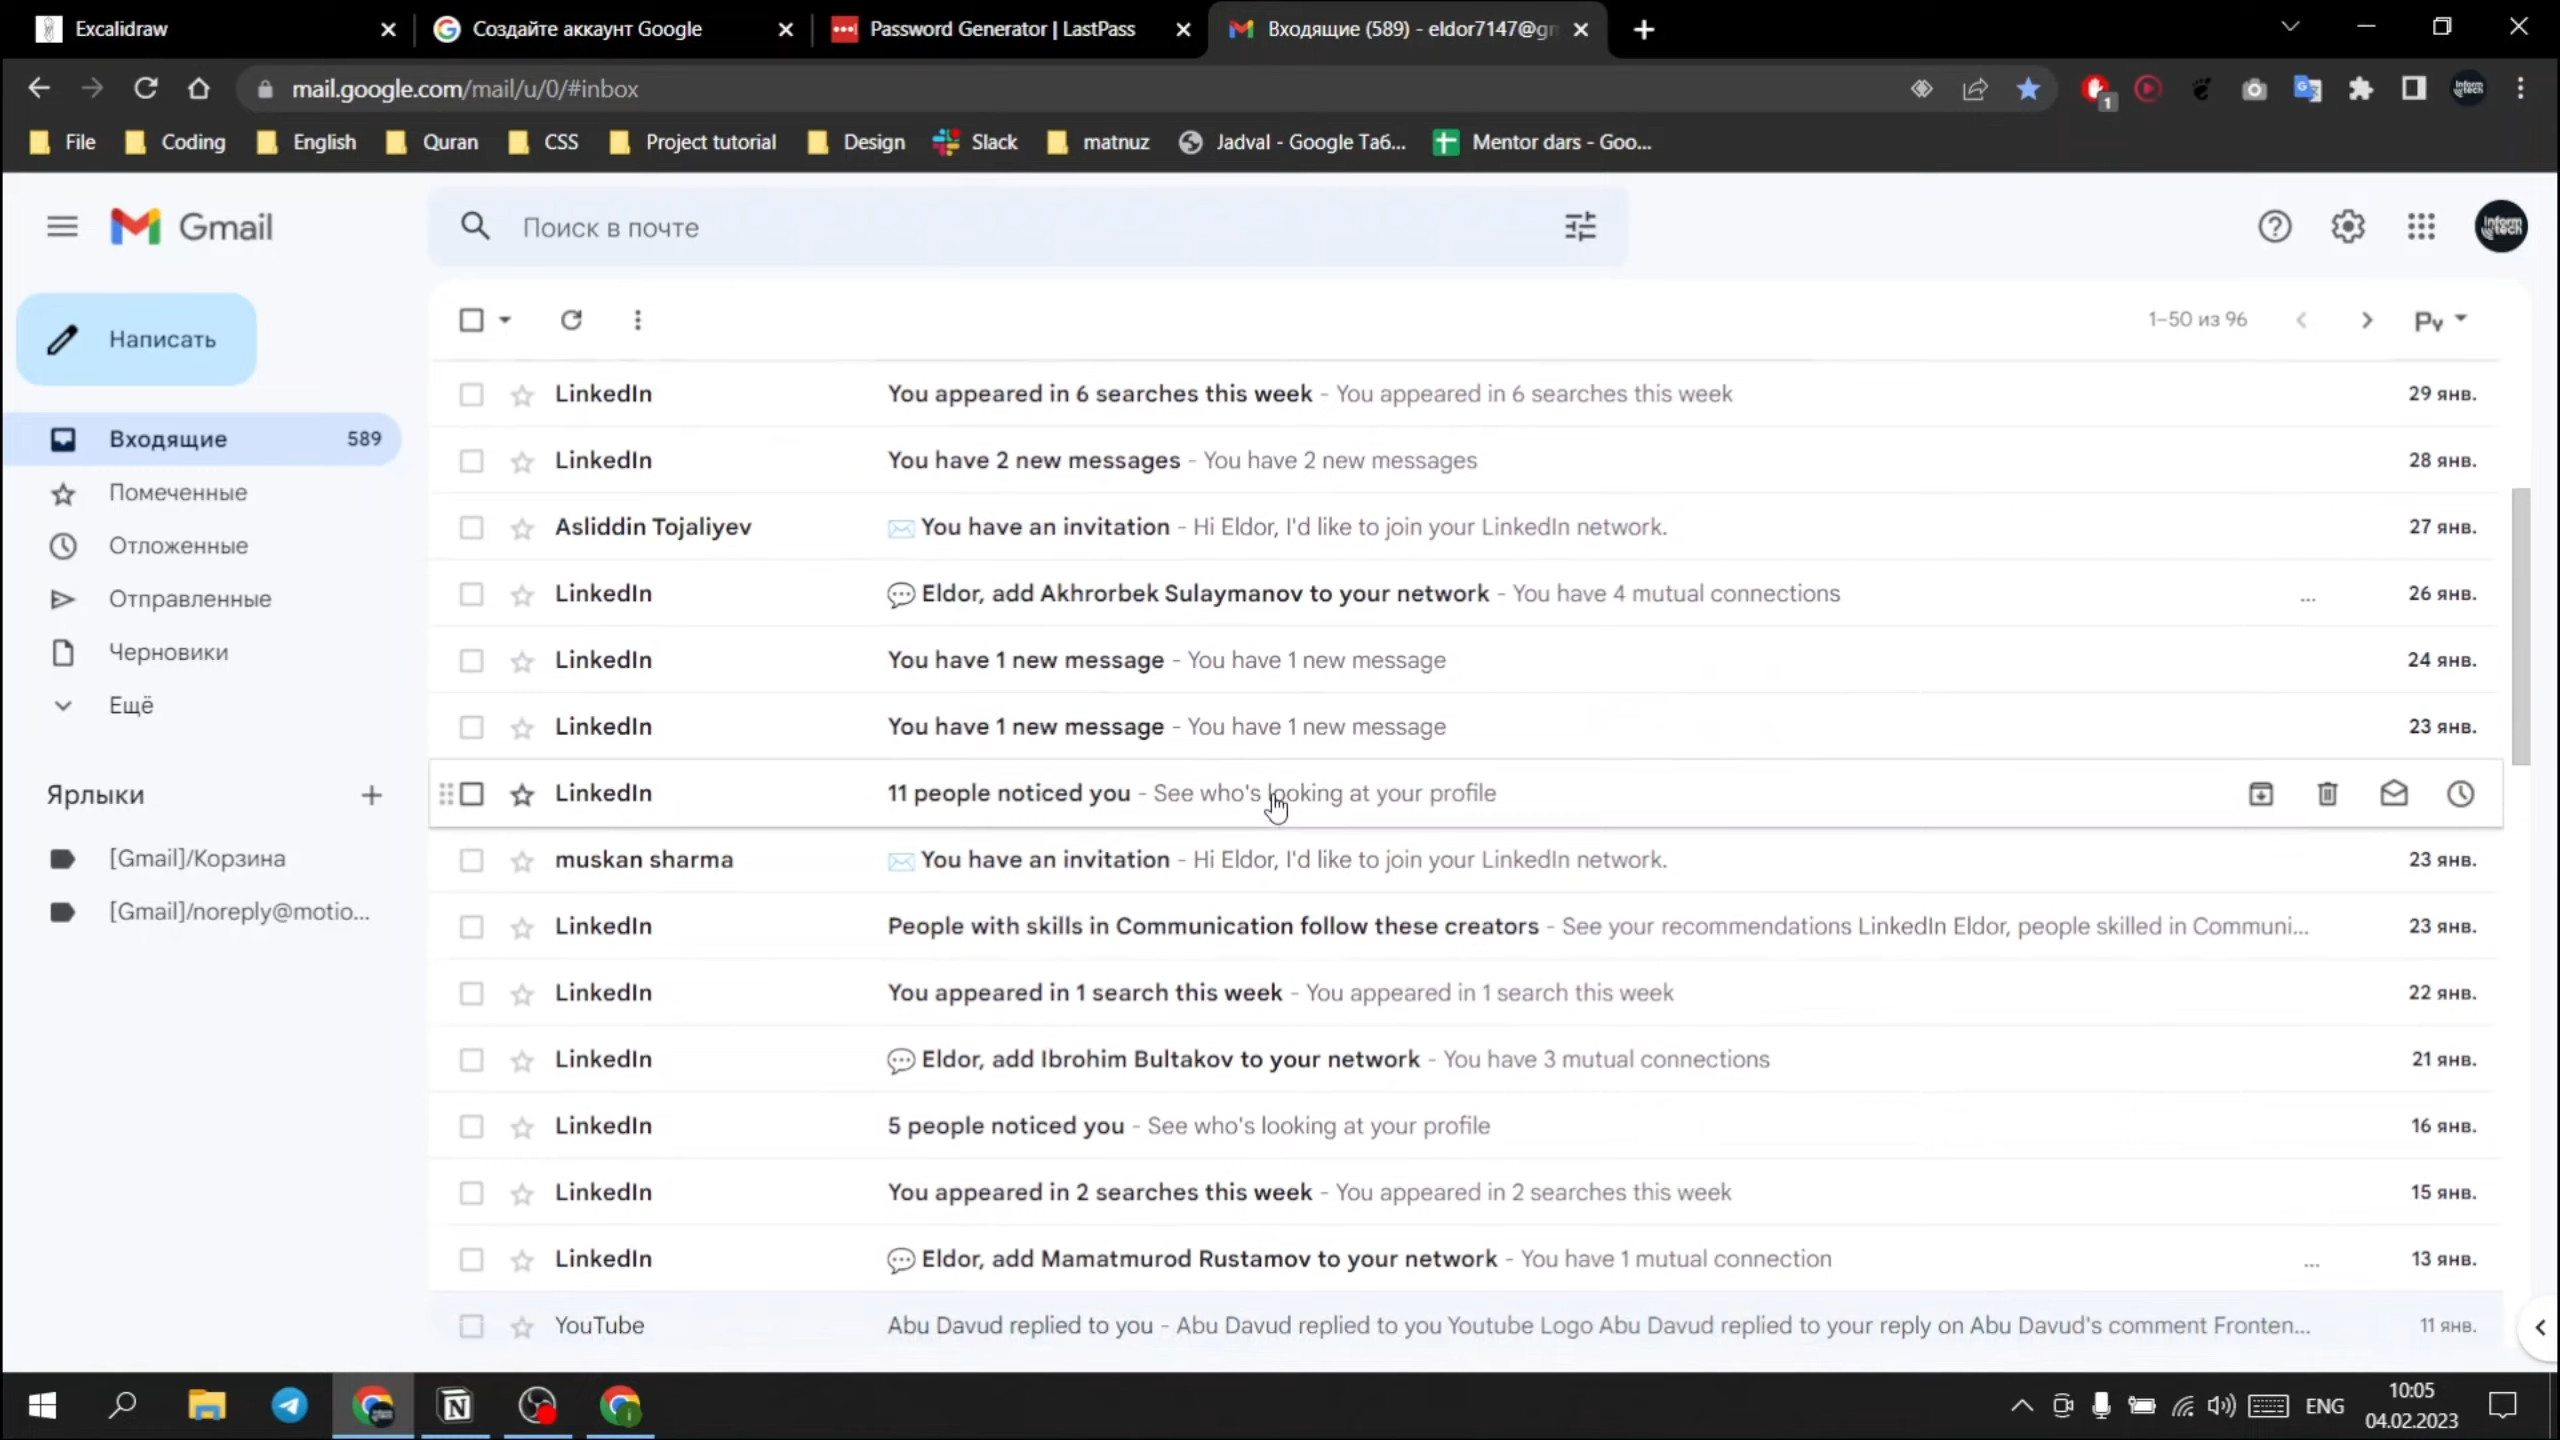 Excalidraw
Создайте аккаунт Google
Password Generator | LastPass
Входящие (589) - eldor7147@gm
mail.google.com/mail/u/0/#inbox
1
File
Coding
English
Quran
CSS
Project tutorial
Design
Slack
matnuz
Jadval - Google Таб...
Mentor dars - Goo...
Gmail
Поиск в почте
Inform tech
Написать
1–50 из 96
Ру
Входящие 589
Помеченные
Отложенные
Отправленные
Черновики
Ещё
Ярлыки
[Gmail]/Корзина
[Gmail]/noreply@motio...
LinkedIn You appeared in 6 searches this week - You appeared in 6 searches this week 29 янв.
LinkedIn You have 2 new messages - You have 2 new messages 28 янв.
Asliddin Tojaliyev ✉️ You have an invitation - Hi Eldor, I'd like to join your LinkedIn network. 27 янв.
LinkedIn 💬 Eldor, add Akhrorbek Sulaymanov to your network - You have 4 mutual connections ... 26 янв.
LinkedIn You have 1 new message - You have 1 new message 24 янв.
LinkedIn You have 1 new message - You have 1 new message 23 янв.
LinkedIn 11 people noticed you - See who's looking at your profile
muskan sharma ✉️ You have an invitation - Hi Eldor, I'd like to join your LinkedIn network. 23 янв.
LinkedIn People with skills in Communication follow these creators - See your recommendations LinkedIn Eldor, people skilled in Communi... 23 янв.
LinkedIn You appeared in 1 search this week - You appeared in 1 search this week 22 янв.
LinkedIn 💬 Eldor, add Ibrohim Bultakov to your network - You have 3 mutual connections 21 янв.
LinkedIn 5 people noticed you - See who's looking at your profile 16 янв.
LinkedIn You appeared in 2 searches this week - You appeared in 2 searches this week 15 янв.
LinkedIn 💬 Eldor, add Mamatmurod Rustamov to your network - You have 1 mutual connection ... 13 янв.
YouTube Abu Davud replied to you - Abu Davud replied to you Youtube Logo Abu Davud replied to your reply on Abu Davud's comment Fronten... 11 янв.
ENG
10:05
04.02.2023